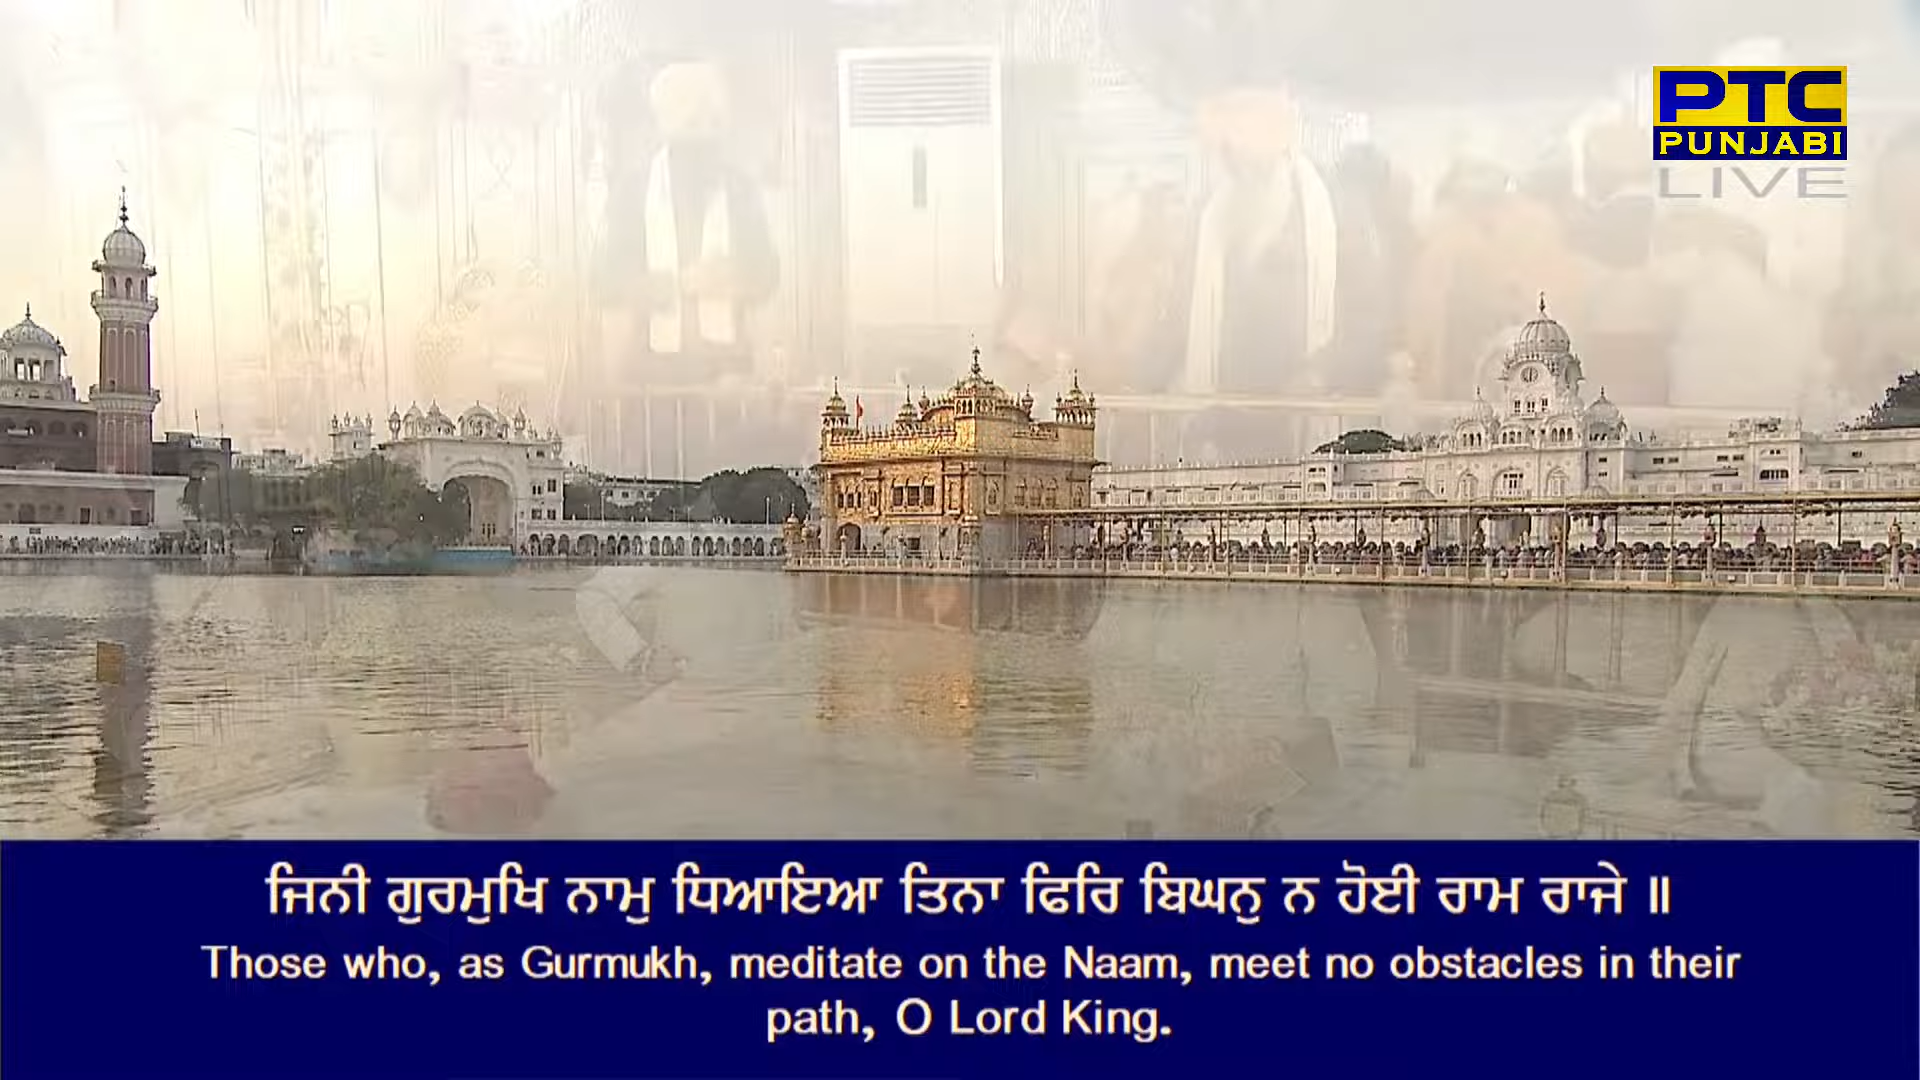 PTC
PUNJABI
LIVE
ਜਿਨੀ ਗੁਰਮੁਖਿ ਨਾਮੁ ਧਿਆਇਆ ਤਿਨਾ ਫਿਰਿ ਬਿਘਨੁ ਨ ਹੋਈ ਰਾਮ ਰਾਜੇ ॥
Those who, as Gurmukh, meditate on the Naam, meet no obstacles in their
path, O Lord King.